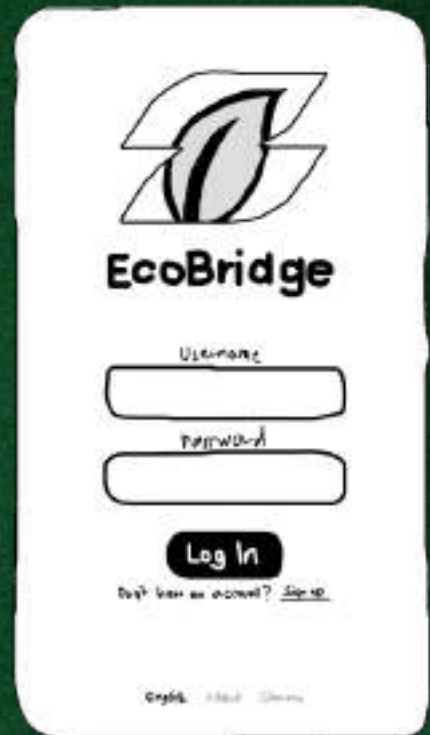 EcoBridge
Username
Password
Log In
Don't have an account? Sign up
English